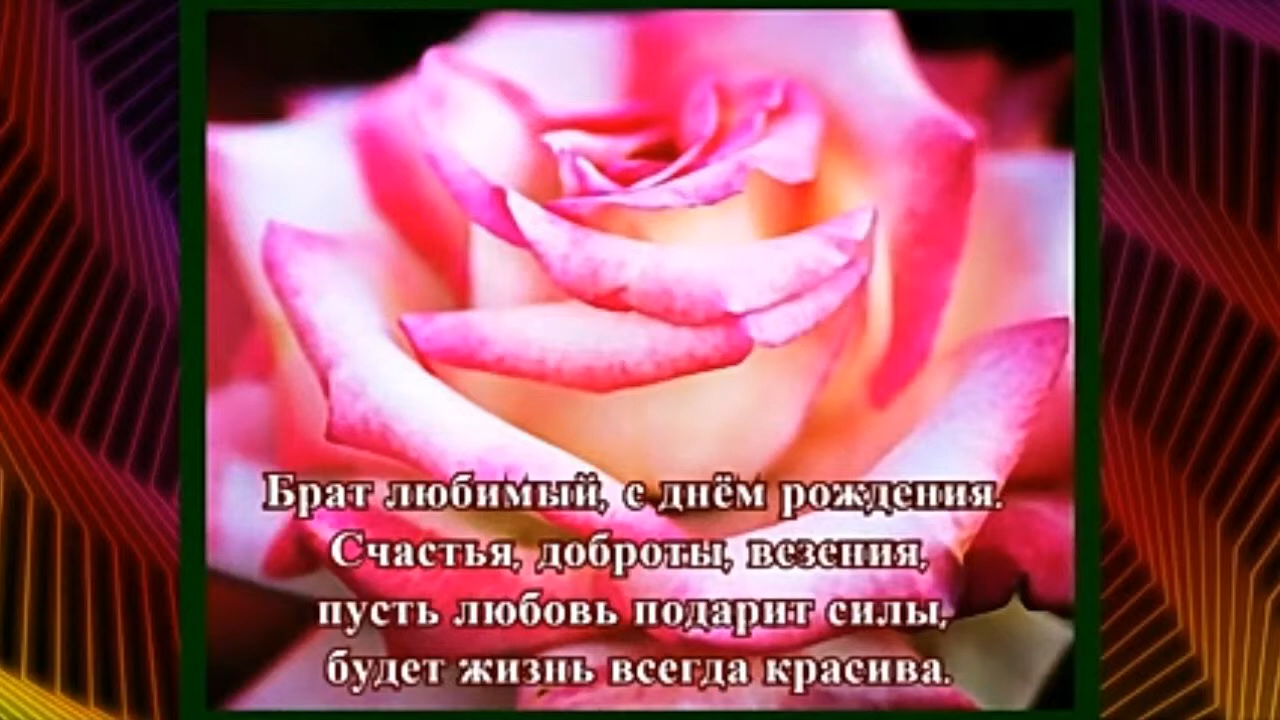 Брат любимый, с днём рождения.
Счастья, доброты, везения,
пусть любовь подарит силы,
будет жизнь всегда красива.